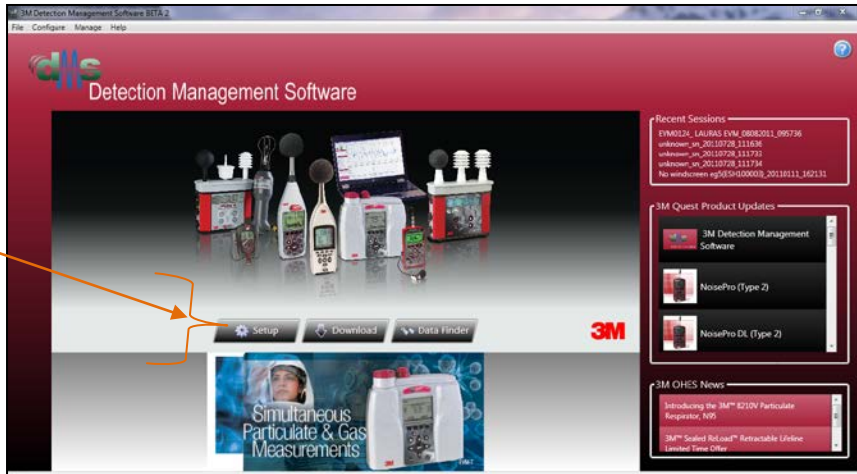 3M Detection Management Software BETA 2
File Configure Manage Help
dms
Detection Management Software
Setup
Download
Data Finder
3M
Simultaneous
Particulate & Gas
Measurements
Recent Sessions
EVM0124_ LAURAS EVM_08082011_095736
unknown_sn_20110728_111636
unknown_sn_20110728_111733
unknown_sn_20110728_111734
No windscreen eg5(ESH100003)_20110111_162131
3M Quest Product Updates
3M Detection Management
Software
NoisePro (Type 2)
NoisePro DL (Type 2)
3M OHES News
Introducing the 3M™ 8210V Particulate
Respirator, N95
3M™ Sealed ReLoad™ Retractable Lifeline
Limited Time Offer